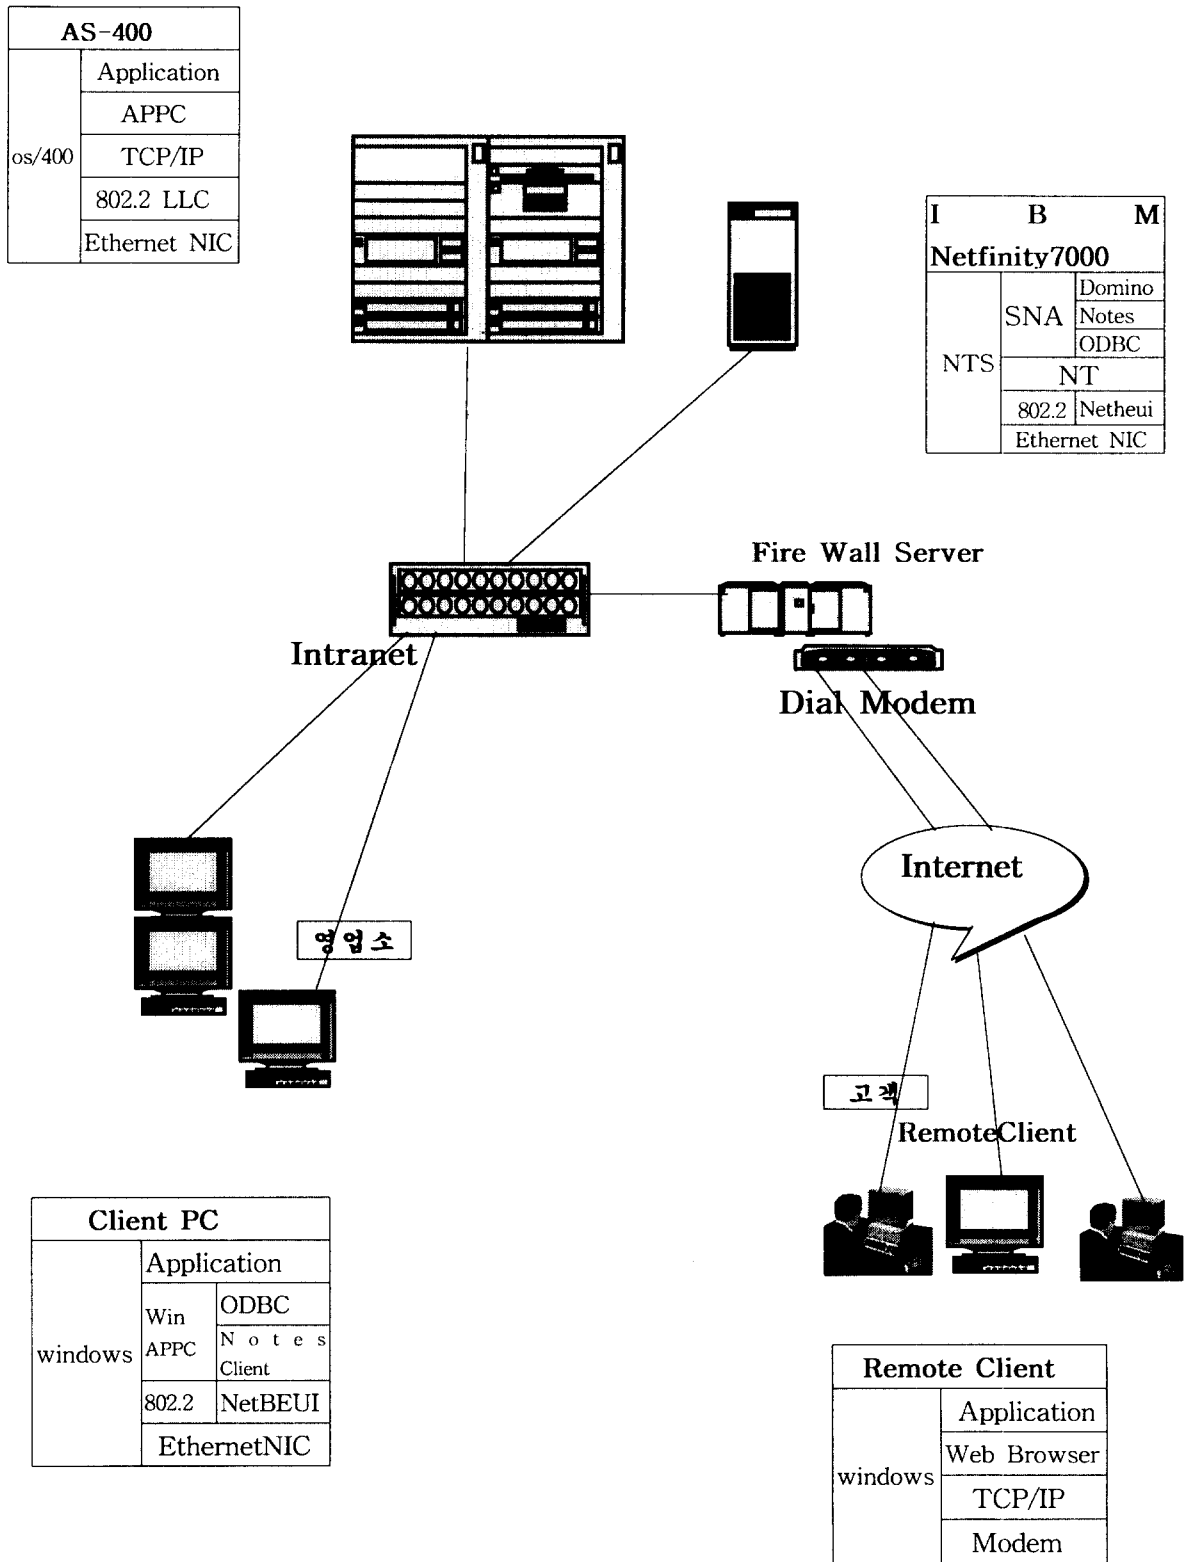 AS-400
os/400
Application
APPC
TCP/IP
802.2 LLC
Ethernet NIC
I B M
Netfinity7000
NTS
SNA
Domino
Notes
ODBC
NT
802.2 Netheui
Ethernet NIC
Fire Wall Server
Intranet
Dial Modem
Internet
영업소
고객
RemoteClient
Client PC
windows
Application
Win
APPC
ODBC
Notes
Client
802.2 NetBEUI
EthernetNIC
Remote Client
windows
Application
Web Browser
TCP/IP
Modem